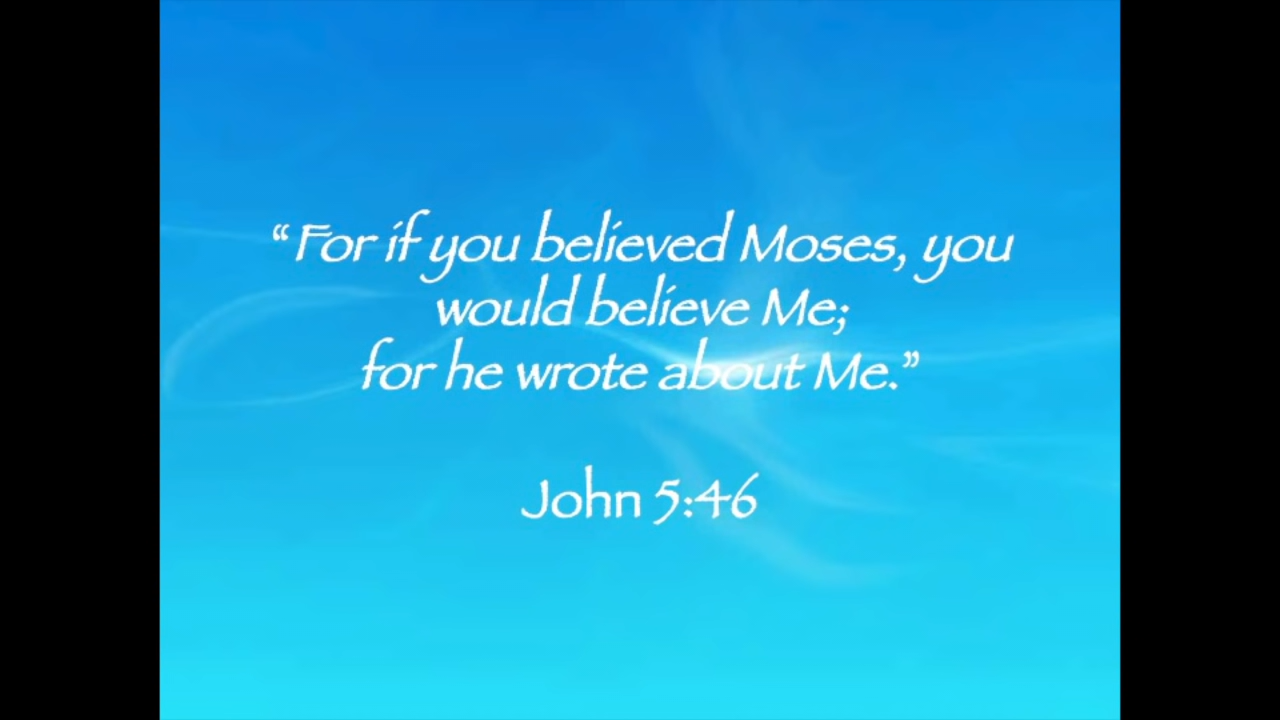 “For if you believed Moses, you
would believe Me;
for he wrote about Me.”
John 5:46